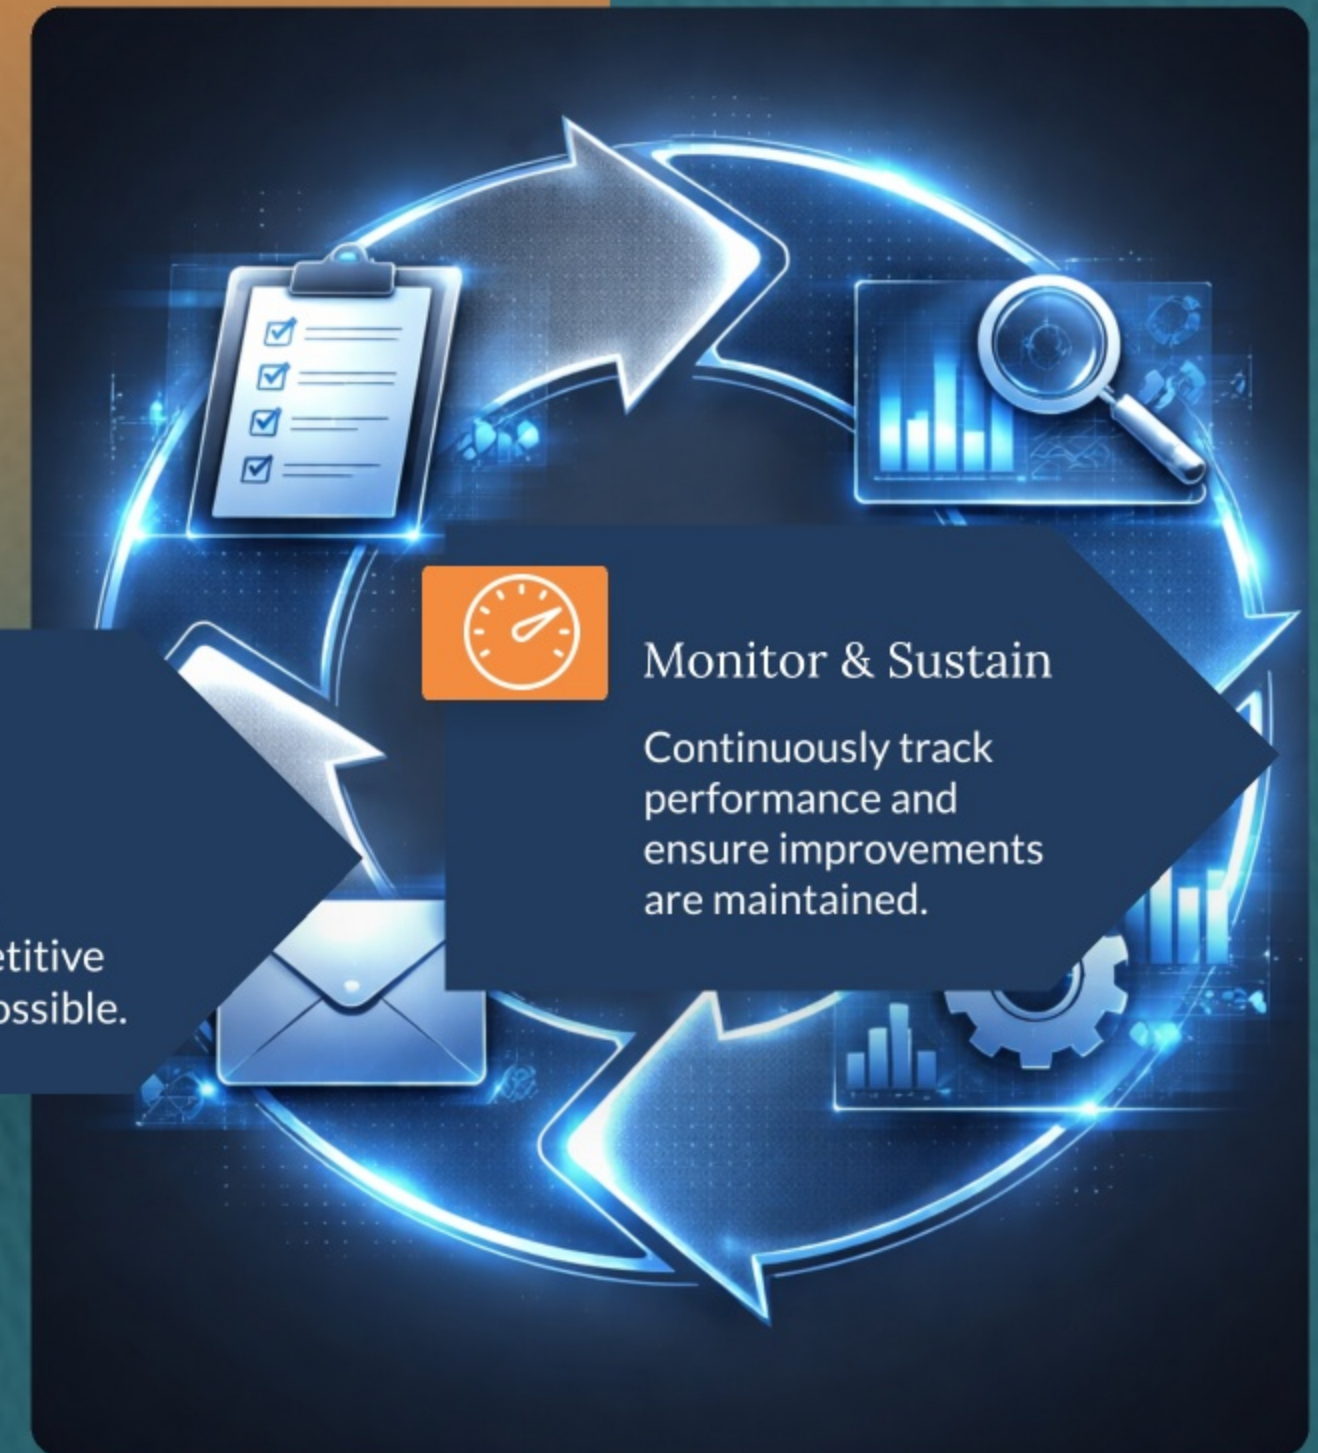 Monitor & Sustain
Continuously track
performance and
ensure improvements
are maintained.
etitive
ossible.